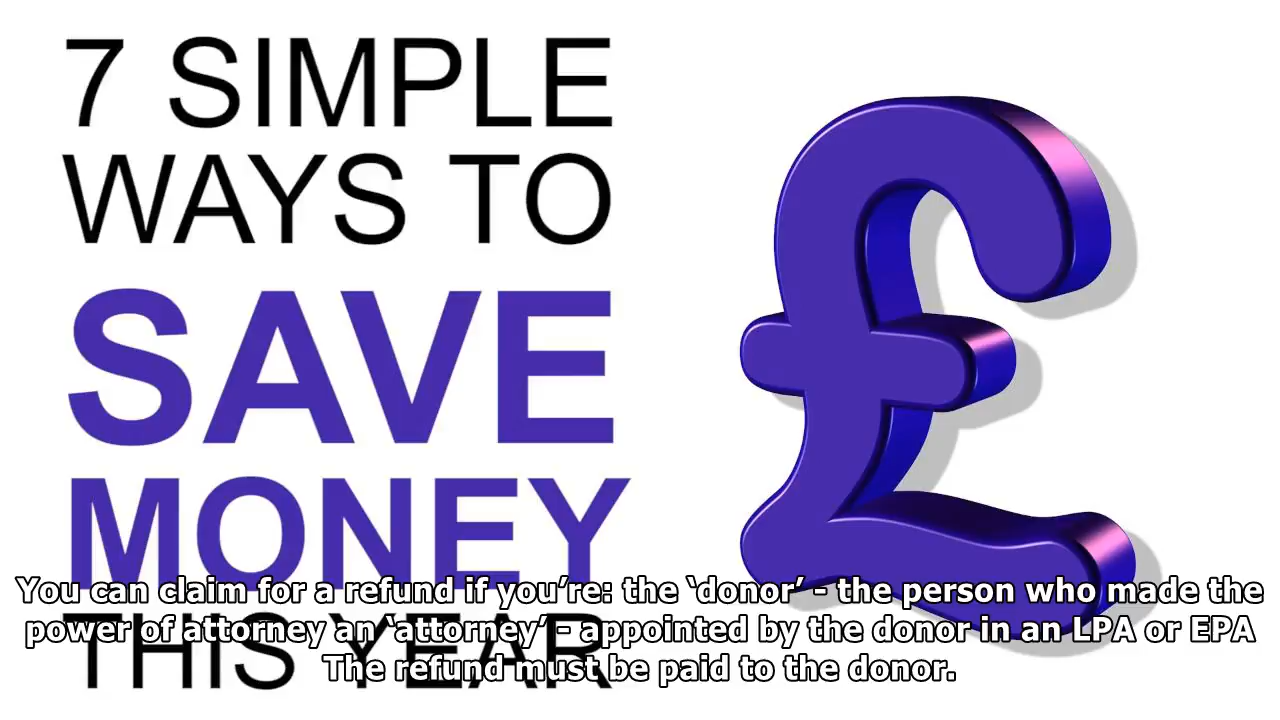 7 SIMPLE
WAYS TO
SAVE
MONEY
THIS YEAR
£
You can claim for a refund if you’re: the ‘donor’ - the person who made the
power of attorney an ‘attorney’ - appointed by the donor in an LPA or EPA
The refund must be paid to the donor.